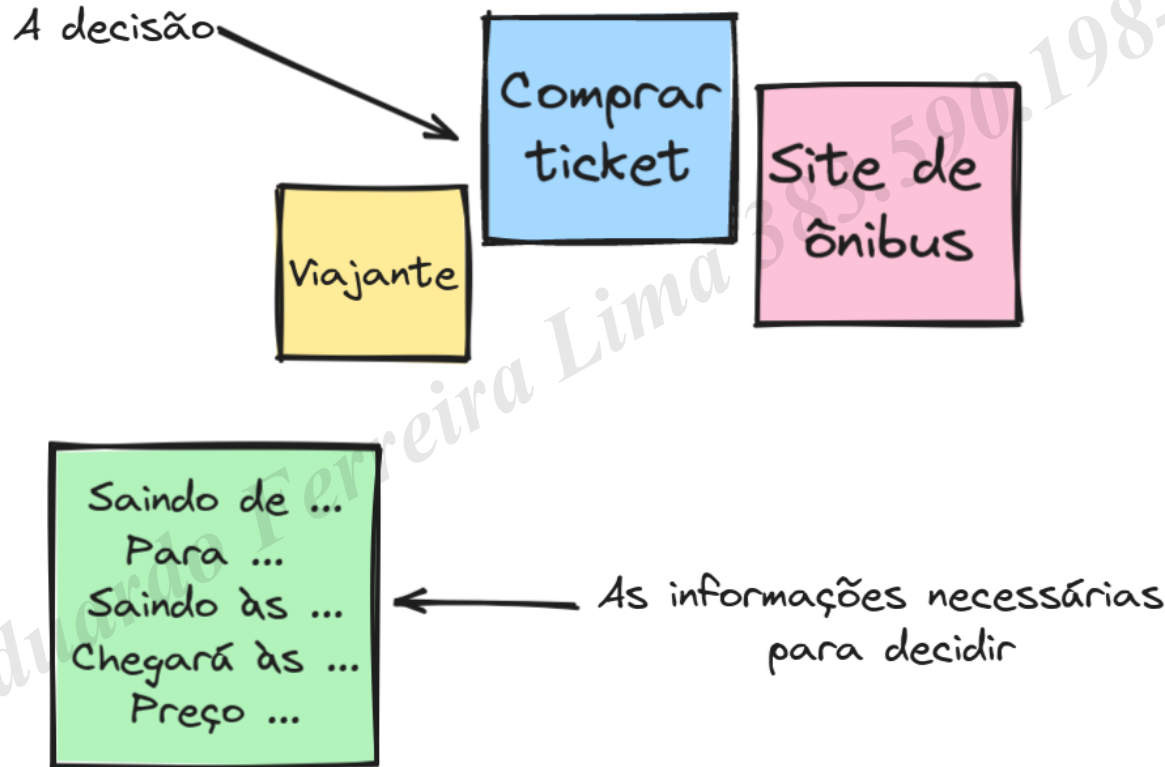 A decisão
Comprar
ticket
Site de
ônibus
Viajante
Saindo de ...
Para ...
Saindo às ...
Chegará às ...
Preço ...
As informações necessárias
para decidir
duardo Ferreira Lima 383.590.198-